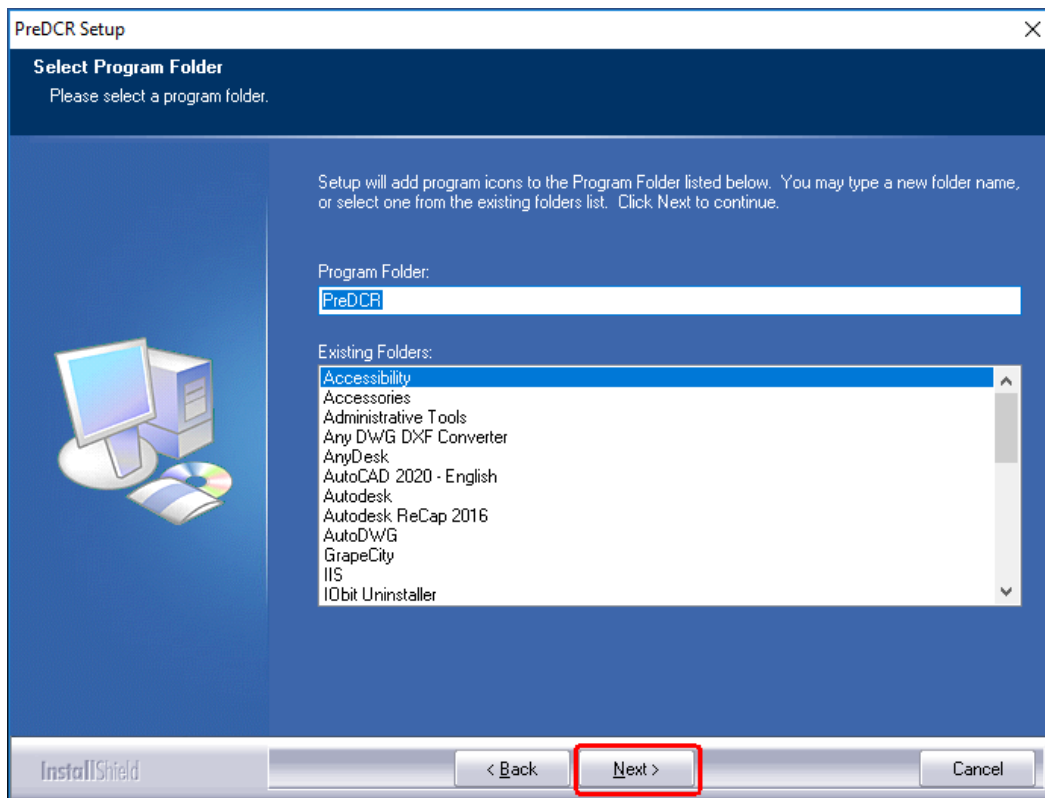 PreDCR Setup
Select Program Folder
Please select a program folder.
Setup will add program icons to the Program Folder listed below. You may type a new folder name,
or select one from the existing folders list. Click Next to continue.
Program Folder:
PreDCR
Existing Folders:
Accessibility
Accessories
Administrative Tools
Any DWG DXF Converter
AnyDesk
AutoCAD 2020 - English
Autodesk
Autodesk ReCap 2016
AutoDWG
GrapeCity
IIS
IObit Uninstaller
InstallShield
< Back
Next >
Cancel